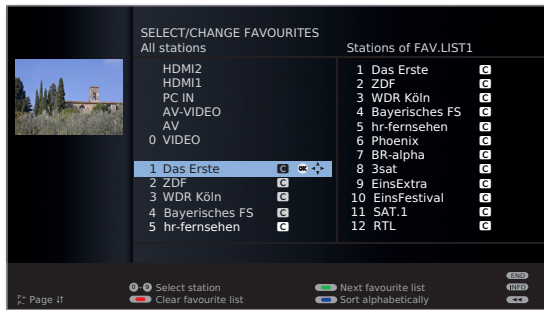 SELECT/CHANGE FAVOURITES
All stations
HDMI2
HDMI1
PC IN
AV-VIDEO
AV
0 VIDEO
1 Das Erste C OK
2 ZDF C
3 WDR Köln C
4 Bayerisches FS C
5 hr-fernsehen C
Stations of FAV.LIST1
1 Das Erste C
2 ZDF C
3 WDR Köln C
4 Bayerisches FS C
5 hr-fernsehen C
6 Phoenix C
7 BR-alpha C
8 3sat C
9 EinsExtra C
10 EinsFestival C
11 SAT.1 C
12 RTL C
P+
P– Page
0-9 Select station
Clear favourite list
Next favourite list
Sort alphabetically
END
INFO